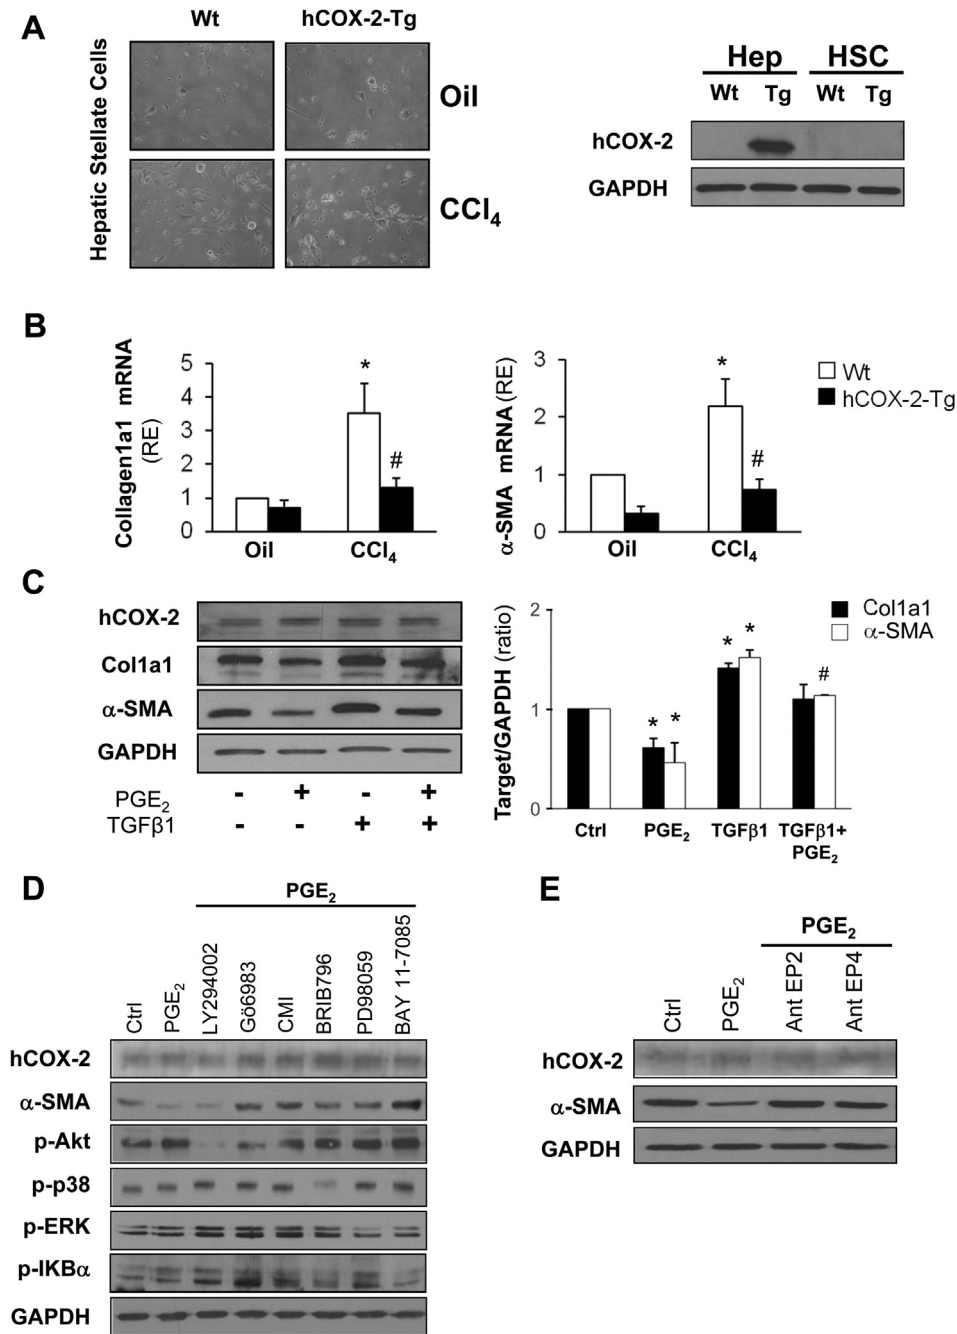 A
Wt hCOX-2-Tg
Hepatic Stellate Cells
Oil
CCl4
Hep HSC
Wt Tg Wt Tg
hCOX-2
GAPDH
B
Collagen1a1 mRNA
(RE)
5
4
3
2
1
0
*
#
Oil CCl4
α-SMA mRNA (RE)
3
2
1
0
*
#
Oil CCl4
Wt
hCOX-2-Tg
C
hCOX-2
Col1a1
α-SMA
GAPDH
PGE2 - + - +
TGFβ1 - - + +
Target/GAPDH (ratio)
2
1
0
* * * * #
Col1a1
α-SMA
Ctrl PGE2 TGFβ1 TGFβ1+
PGE2
D
PGE2
Ctrl
PGE2
LY294002
Gö6983
CMI
BRIB796
PD98059
BAY 11-7085
hCOX-2
α-SMA
p-Akt
p-p38
p-ERK
p-IKBα
GAPDH
E
PGE2
Ctrl
PGE2
Ant EP2
Ant EP4
hCOX-2
α-SMA
GAPDH